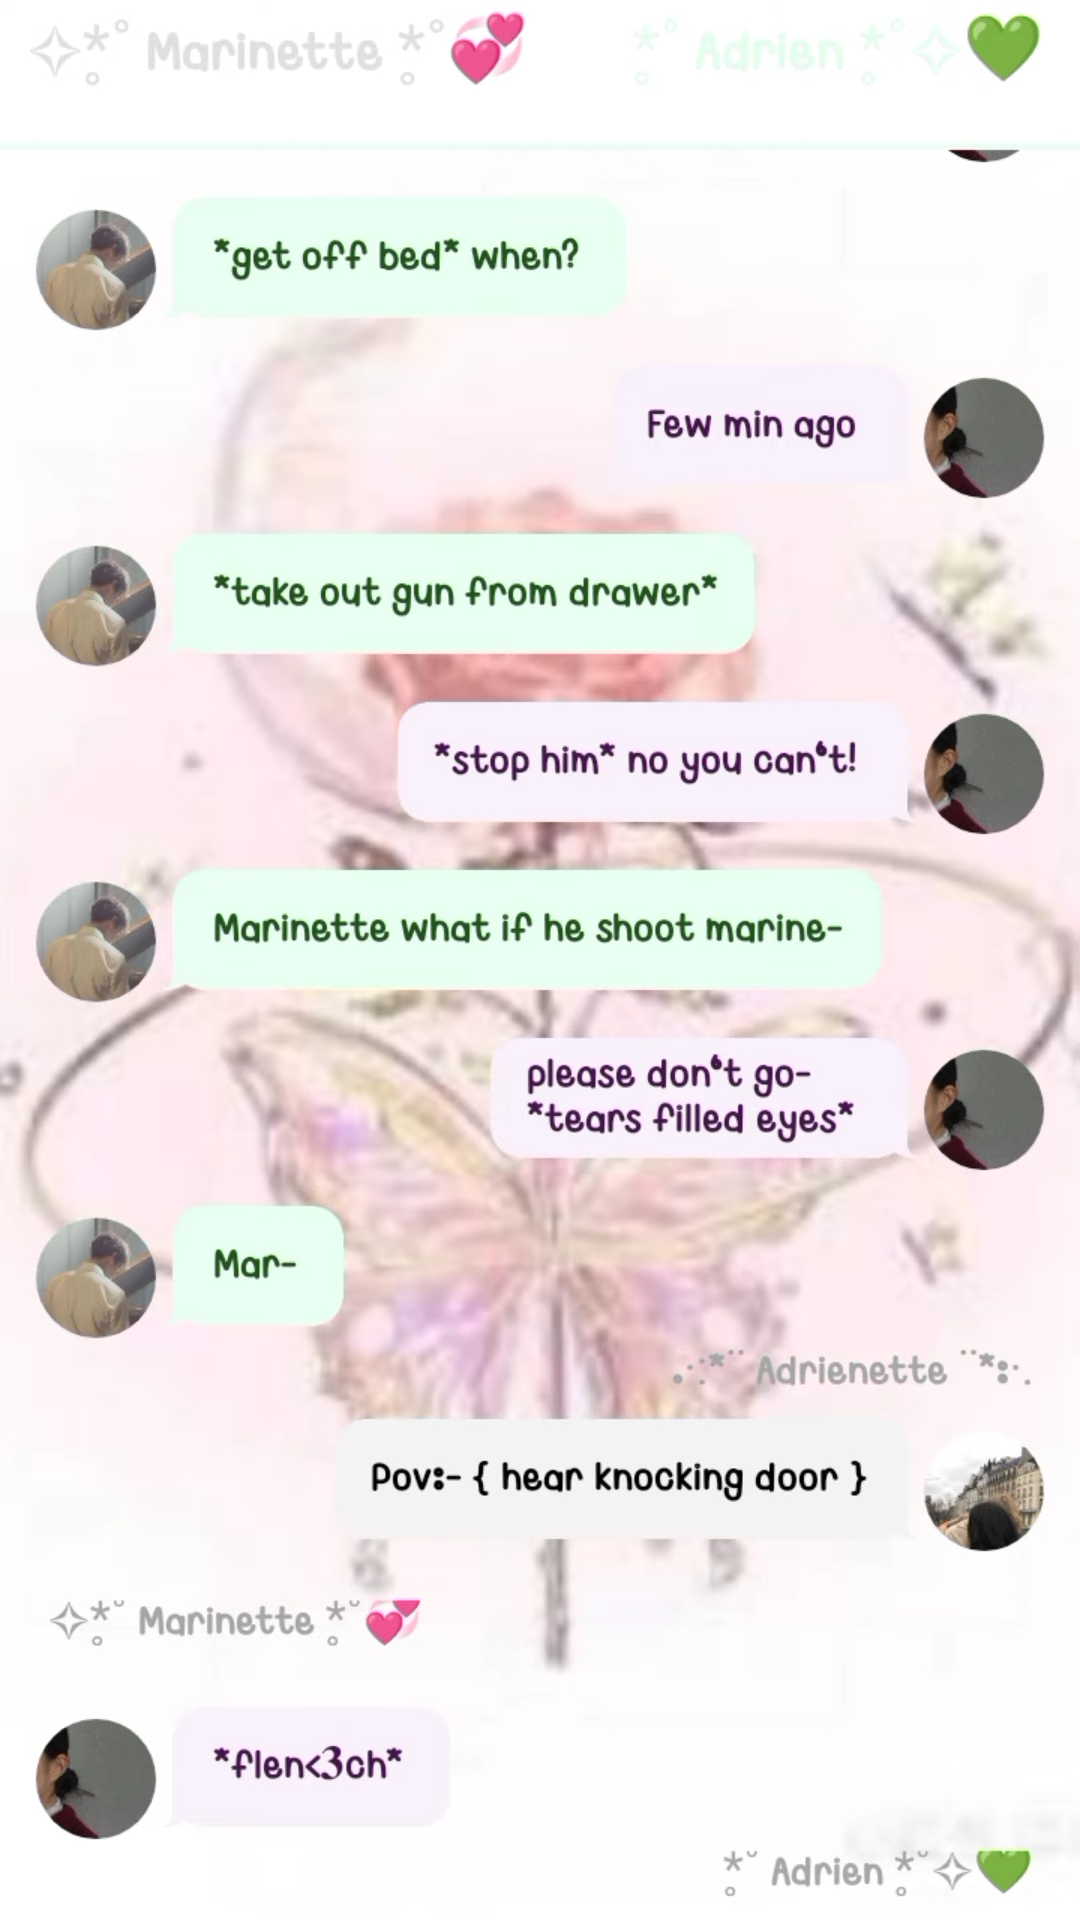 ✧*̥˚ Marinette *̥˚💞
*̥˚ Adrien *̥˚✧💚
*get off bed* when?
Few min ago
*take out gun from drawer*
*stop him* no you can't!
Marinette what if he shoot marine-
please don't go-
*tears filled eyes*
Mar-
.·:*¨¨ Adrienette ¨¨*:·.
Pov:- { hear knocking door }
✧*̥˘ Marinette *̥˘💞
*flen<3ch*
*̥˘ Adrien *̥˘✧💚